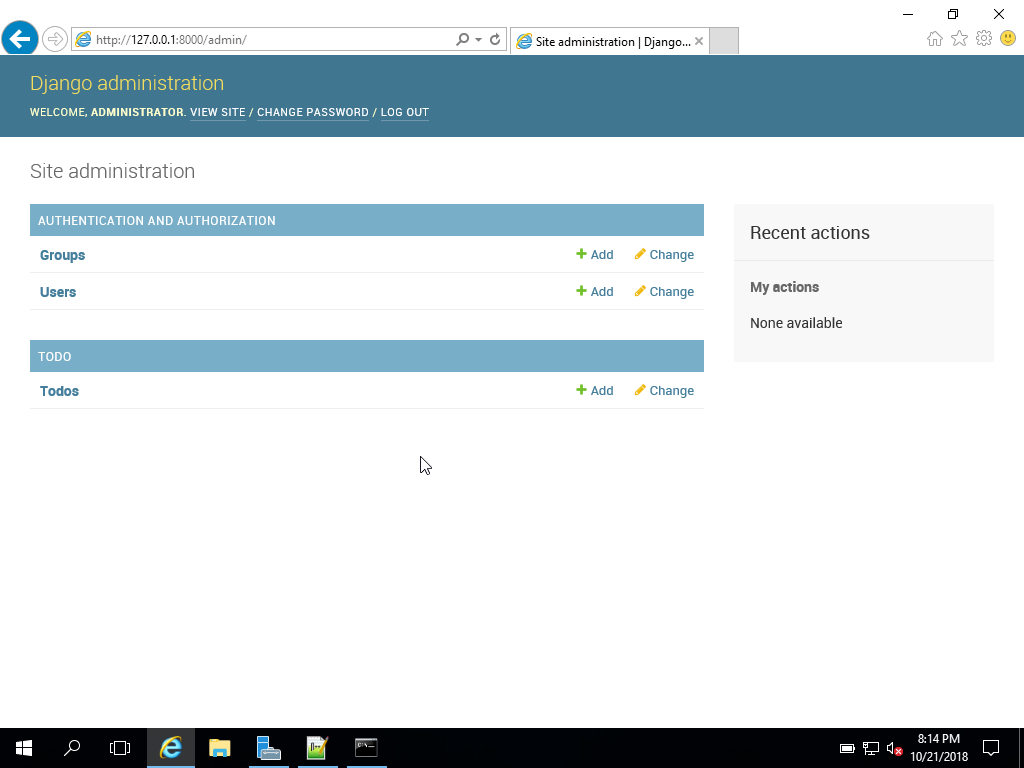 http://127.0.0.1:8000/admin/
Site administration | Django...
Django administration
WELCOME, ADMINISTRATOR. VIEW SITE / CHANGE PASSWORD / LOG OUT
Site administration
AUTHENTICATION AND AUTHORIZATION
Groups Add Change
Users Add Change
TODO
Todos Add Change
Recent actions
My actions
None available
8:14 PM
10/21/2018